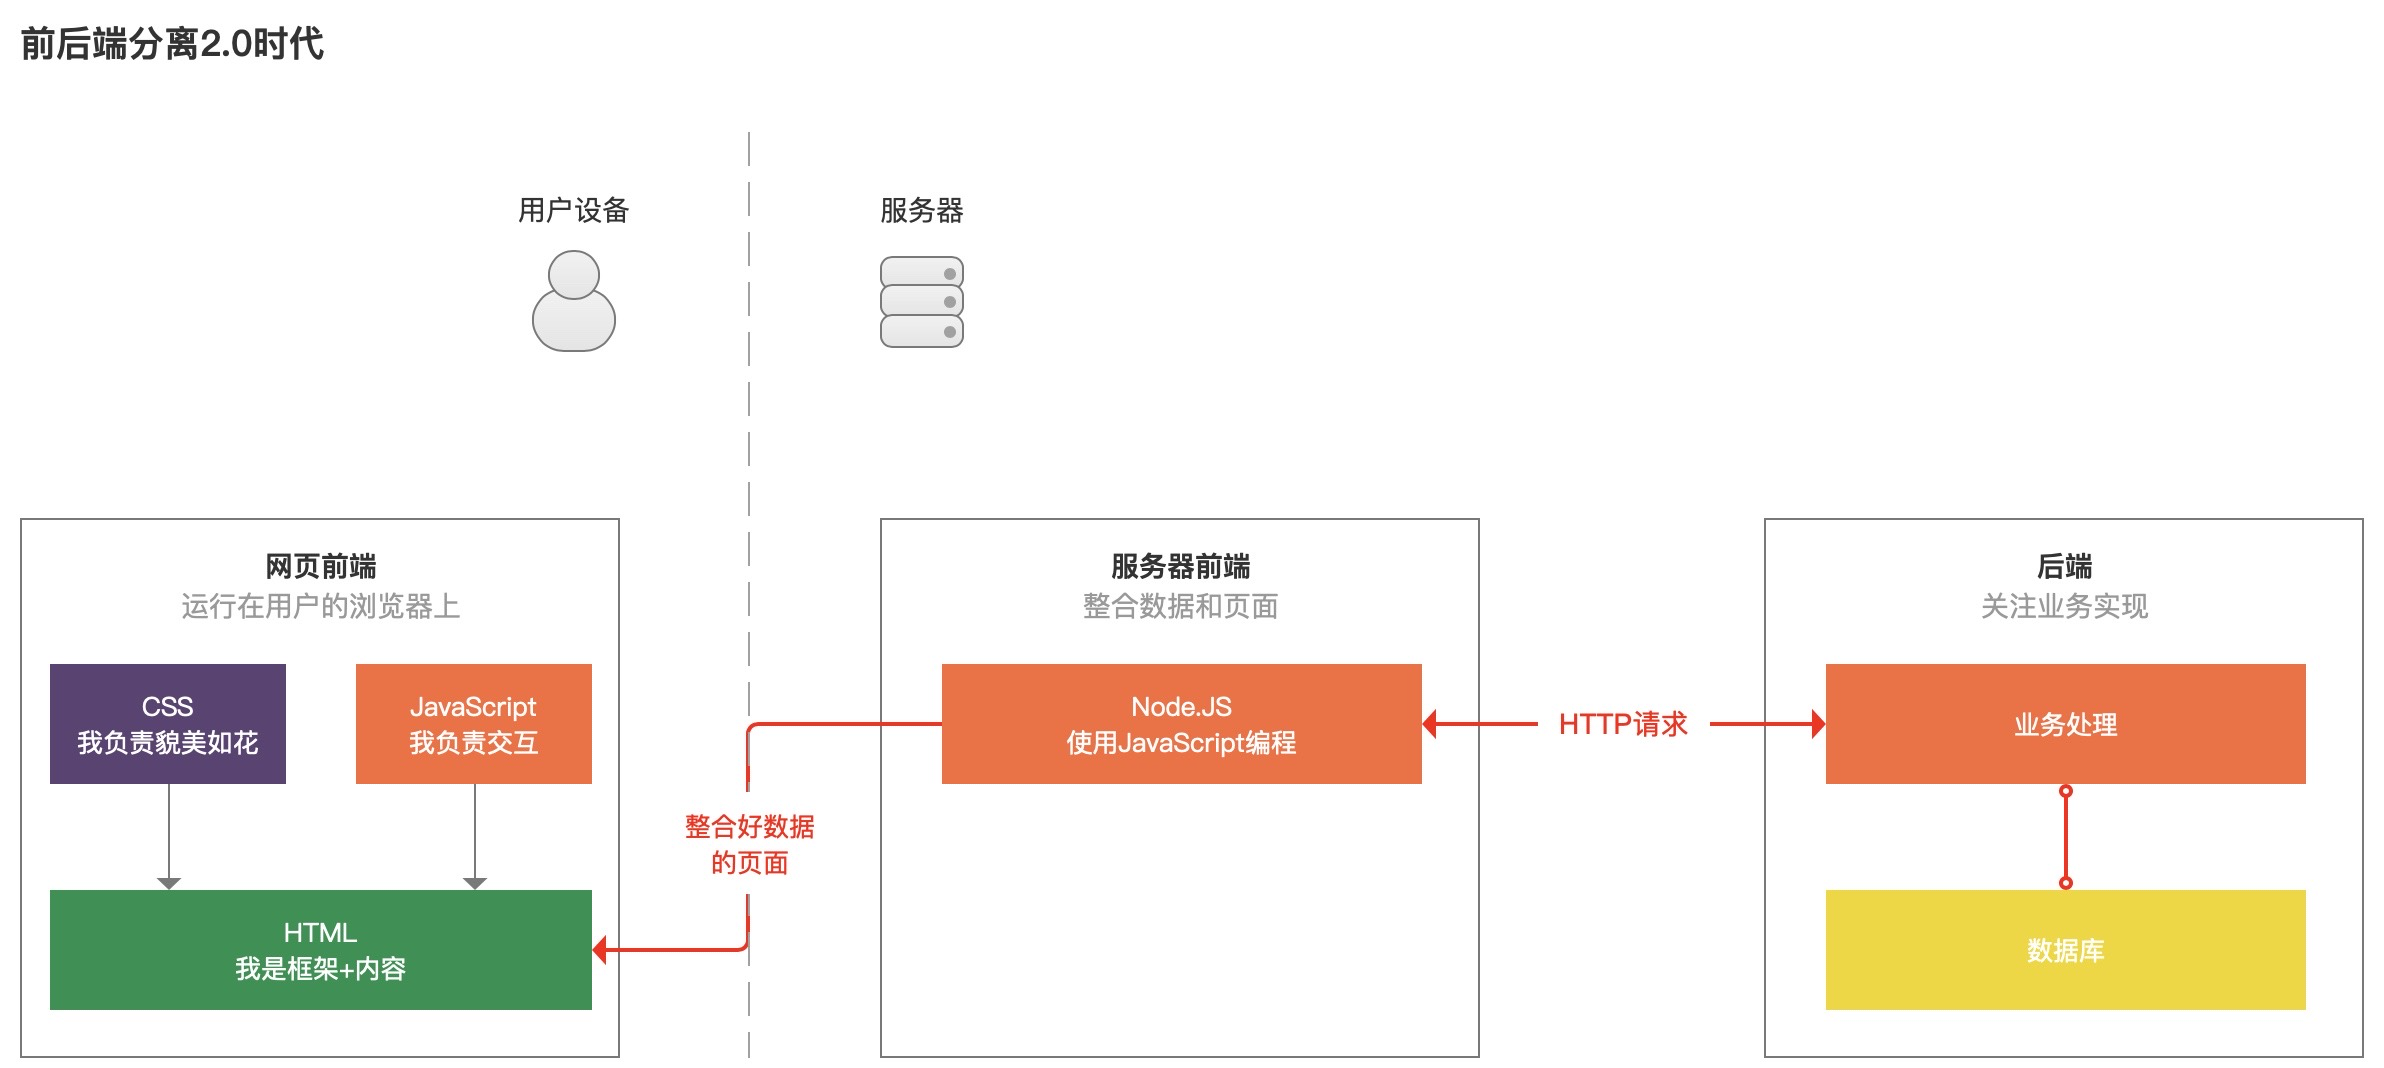 前后端分离2.0时代
用户设备
服务器
网页前端
运行在用户的浏览器上
CSS
我负责貌美如花
JavaScript
我负责交互
HTML
我是框架+内容
整合好数据
的页面
服务器前端
整合数据和页面
Node.JS
使用JavaScript编程
HTTP请求
后端
关注业务实现
业务处理
数据库